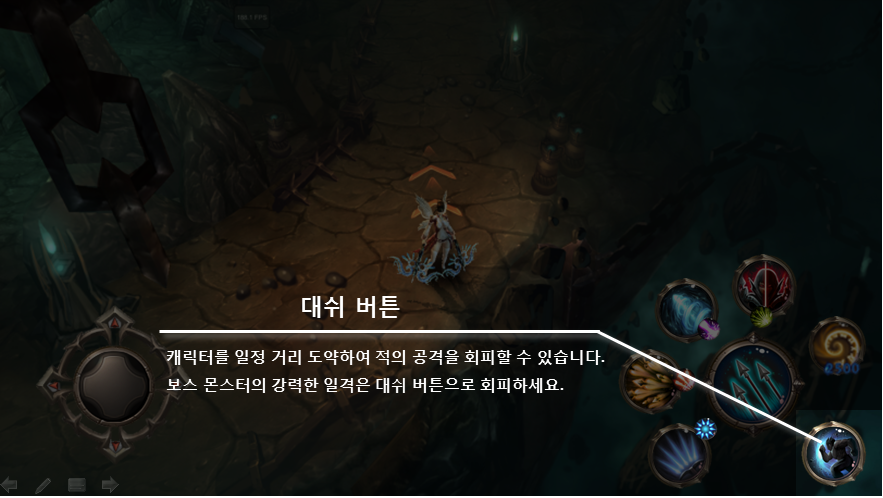 대쉬 버튼
캐릭터를 일정 거리 도약하여 적의 공격을 회피할 수 있습니다.
보스 몬스터의 강력한 일격은 대쉬 버튼으로 회피하세요.